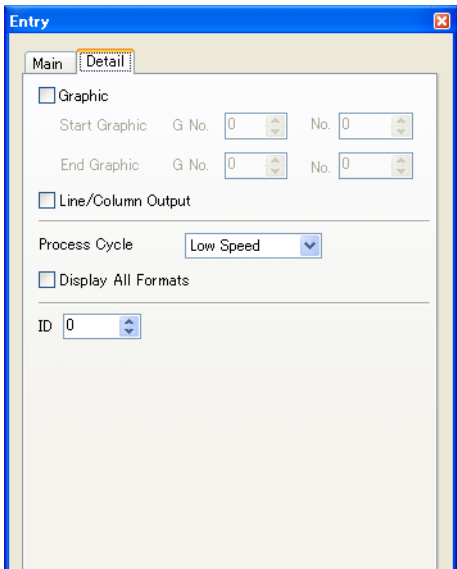 Entry
Main Detail
Graphic
Start Graphic G No. 0 No. 0
End Graphic G No. 0 No. 0
Line/Column Output
Process Cycle Low Speed
Display All Formats
ID 0